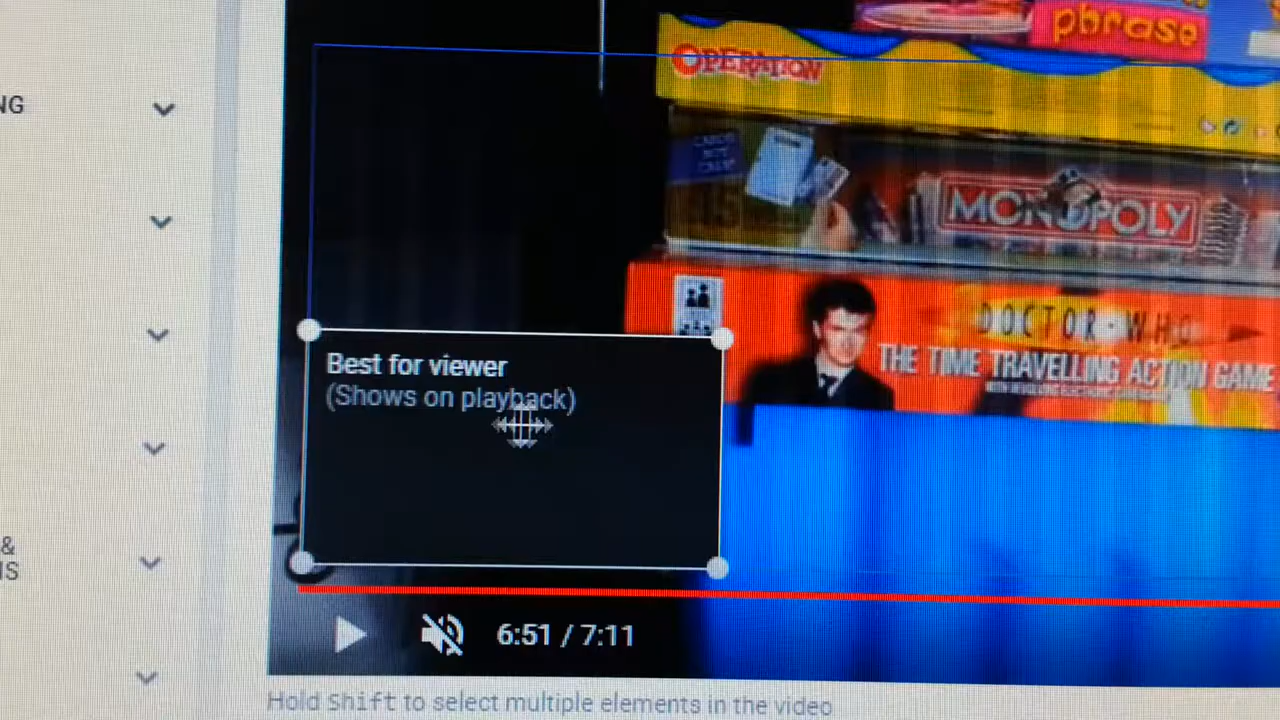 phrase
OPERATION
NG
MONOPOLY
DOCTOR·WHO
THE TIME TRAVELLING ACTION GAME
Best for viewer
(Shows on playback)
&
NS
6:51 / 7:11
Hold Shift to select multiple elements in the video